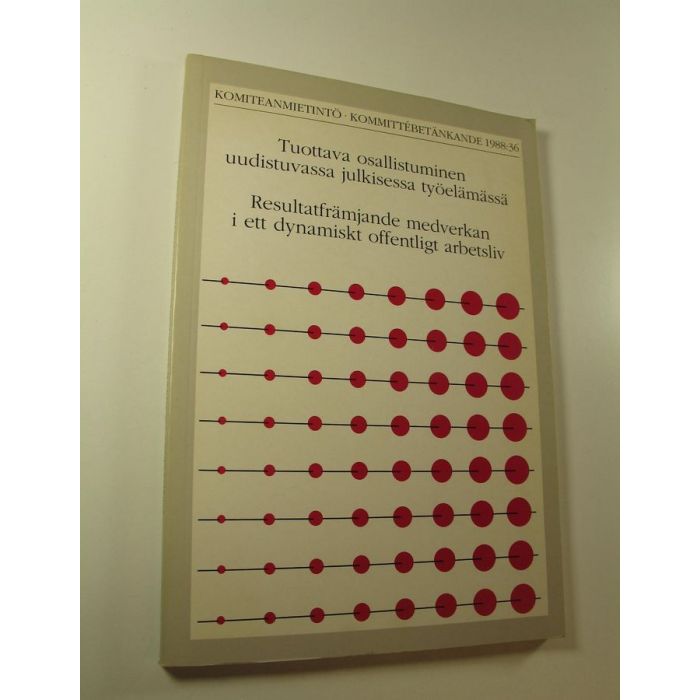 KOMITEANMIETINTÖ · KOMMITTÉBETÄNKANDE 1988:36
Tuottava osallistuminen
uudistuvassa julkisessa työelämässä
Resultatfrämjande medverkan
i ett dynamiskt offentligt arbetsliv